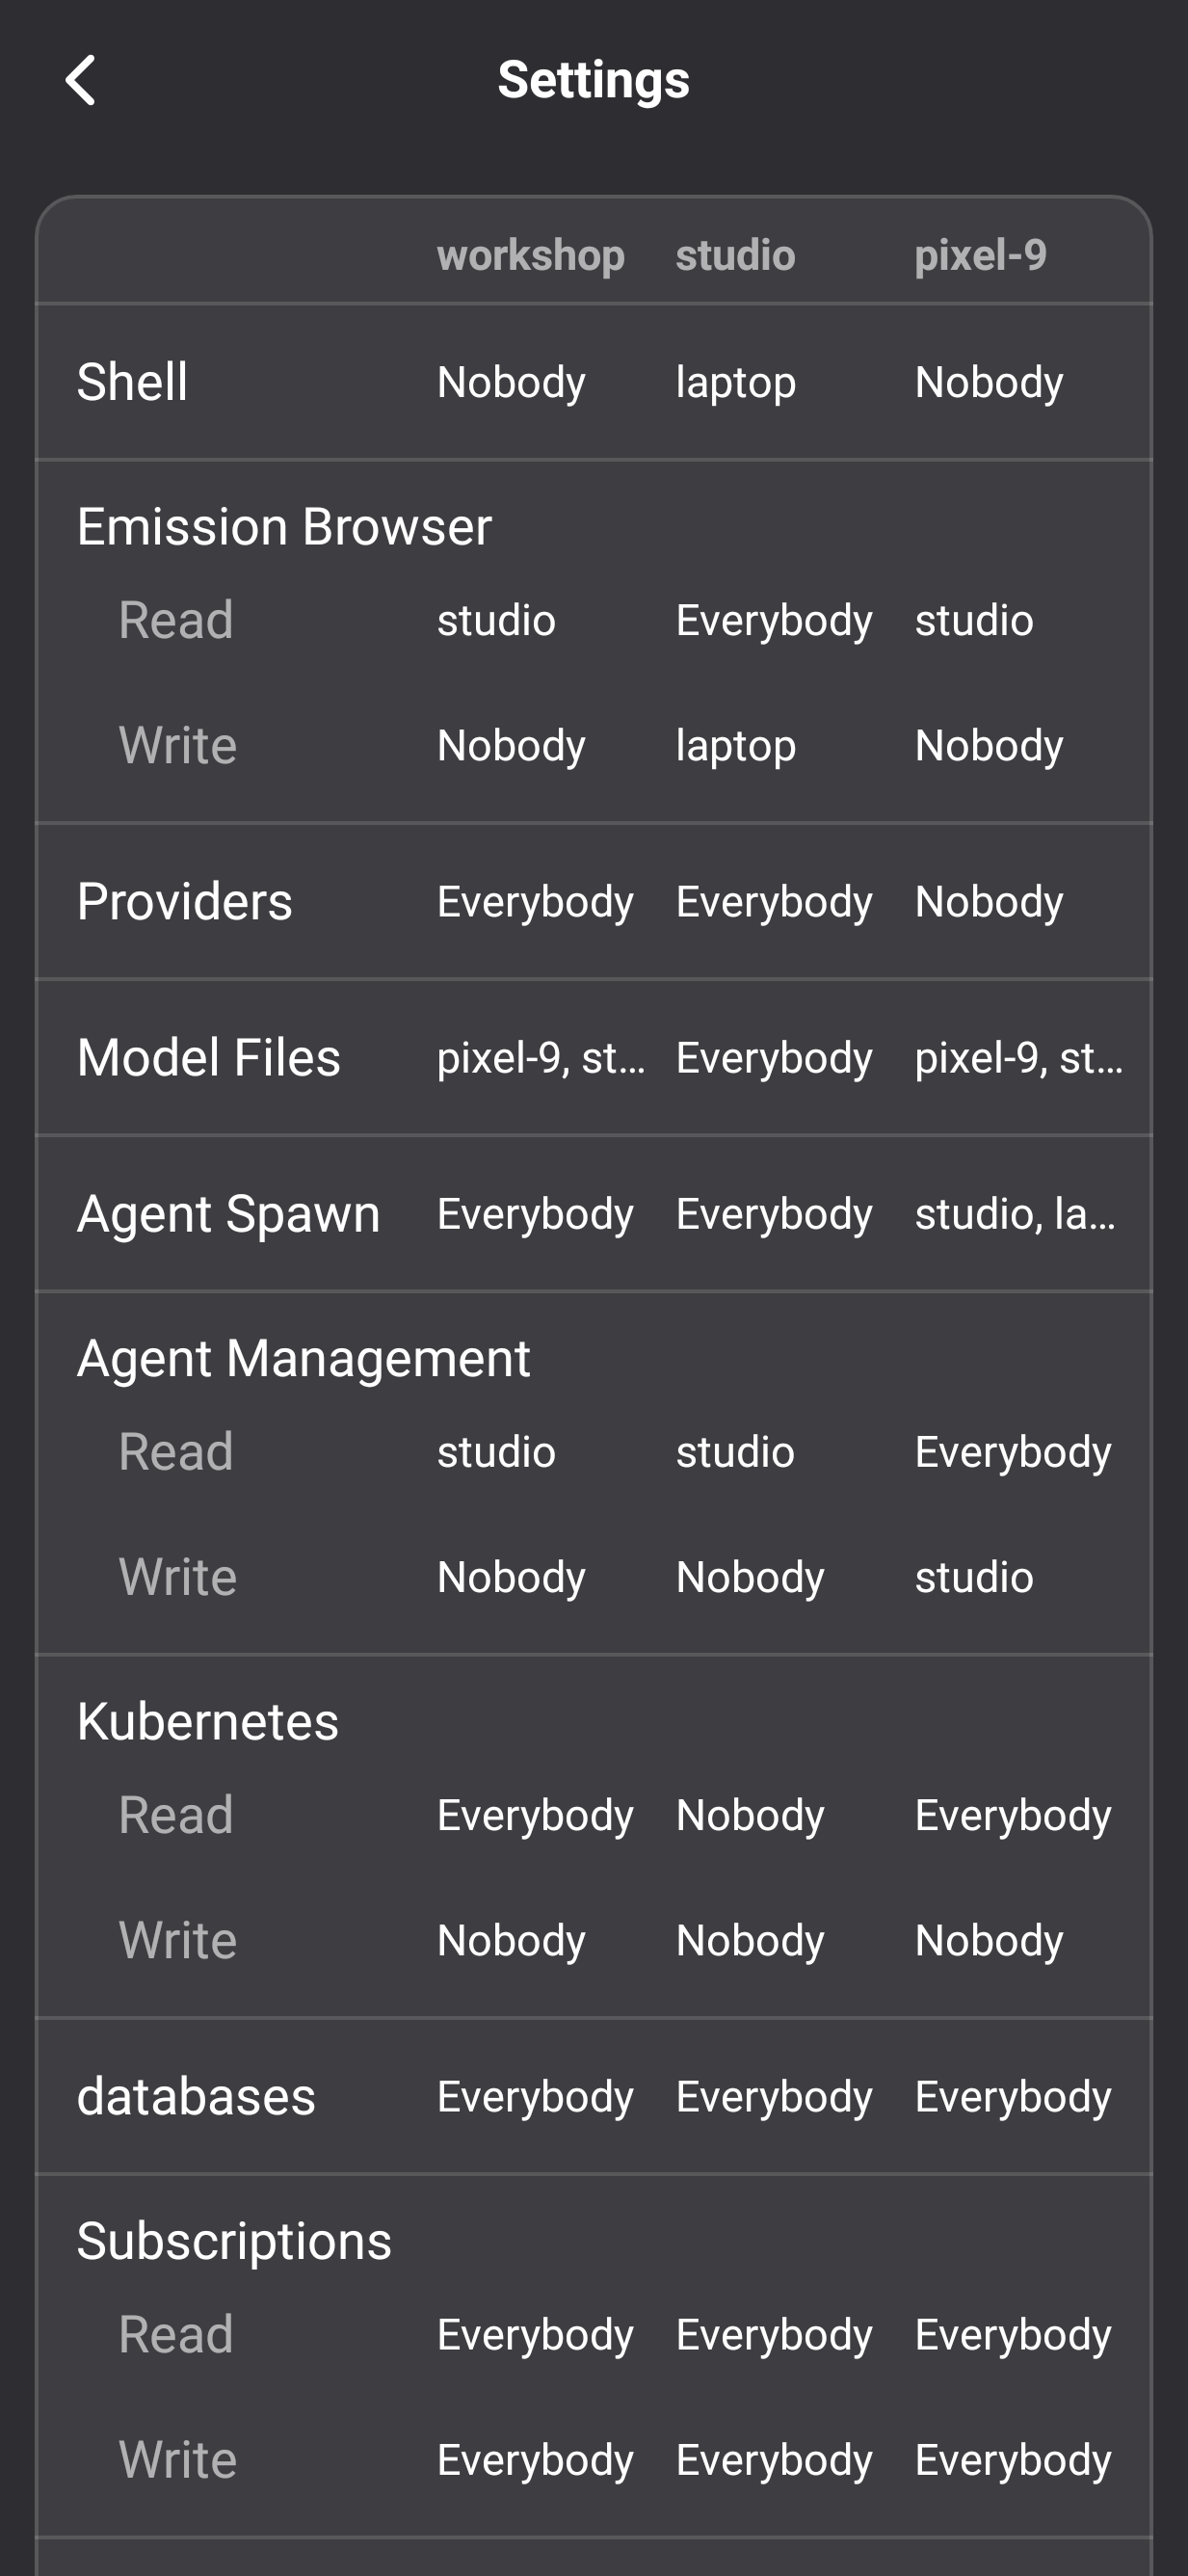 Settings
workshop studio pixel-9
Shell Nobody laptop Nobody
Emission Browser
Read studio Everybody studio
Write Nobody laptop Nobody
Providers Everybody Everybody Nobody
Model Files pixel-9, st… Everybody pixel-9, st…
Agent Spawn Everybody Everybody studio, la…
Agent Management
Read studio studio Everybody
Write Nobody Nobody studio
Kubernetes
Read Everybody Nobody Everybody
Write Nobody Nobody Nobody
databases Everybody Everybody Everybody
Subscriptions
Read Everybody Everybody Everybody
Write Everybody Everybody Everybody